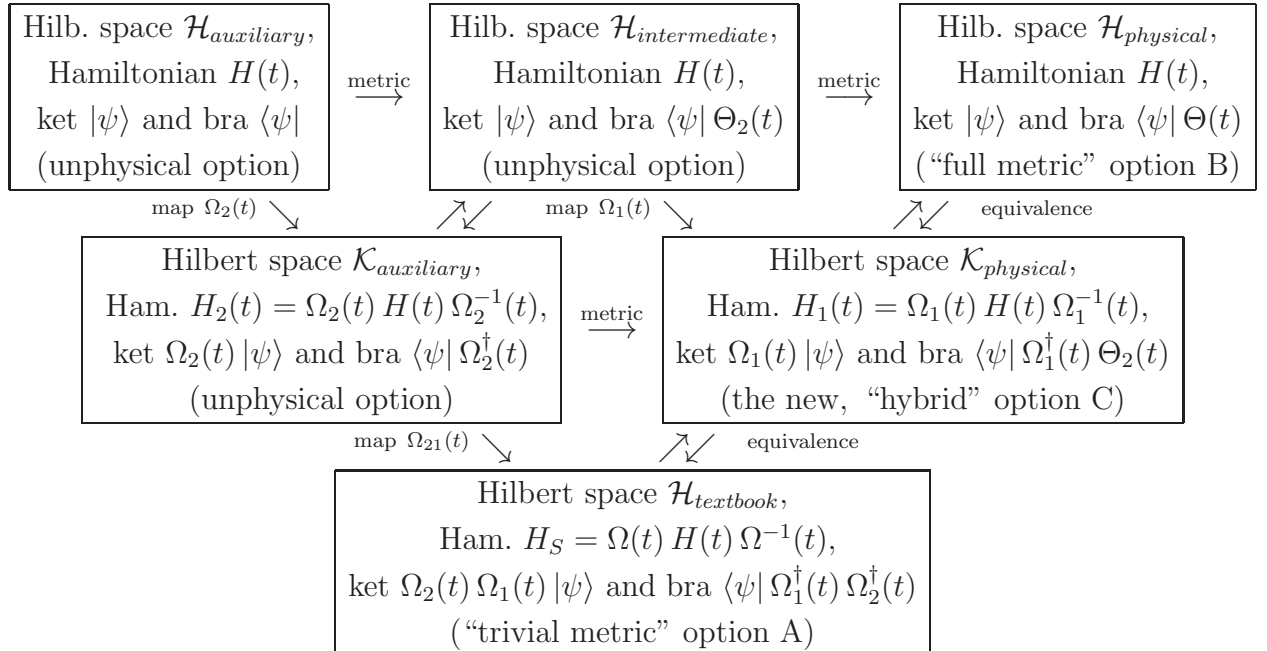 Hilb. space $\mathcal{H}_{auxiliary}$,
Hamiltonian $H(t)$,
ket $|\psi\rangle$ and bra $\langle\psi|$
(unphysical option)
metric
Hilb. space $\mathcal{H}_{intermediate}$,
Hamiltonian $H(t)$,
ket $|\psi\rangle$ and bra $\langle\psi|\,\Theta_2(t)$
(unphysical option)
metric
Hilb. space $\mathcal{H}_{physical}$,
Hamiltonian $H(t)$,
ket $|\psi\rangle$ and bra $\langle\psi|\,\Theta(t)$
(“full metric” option B)
map $\Omega_2(t)$
map $\Omega_1(t)$
equivalence
Hilbert space $\mathcal{K}_{auxiliary}$,
Ham. $H_2(t) = \Omega_2(t)\,H(t)\,\Omega_2^{-1}(t)$,
ket $\Omega_2(t)\,|\psi\rangle$ and bra $\langle\psi|\,\Omega_2^\dagger(t)$
(unphysical option)
metric
Hilbert space $\mathcal{K}_{physical}$,
Ham. $H_1(t) = \Omega_1(t)\,H(t)\,\Omega_1^{-1}(t)$,
ket $\Omega_1(t)\,|\psi\rangle$ and bra $\langle\psi|\,\Omega_1^\dagger(t)\,\Theta_2(t)$
(the new, “hybrid” option C)
map $\Omega_{21}(t)$
equivalence
Hilbert space $\mathcal{H}_{textbook}$,
Ham. $H_S = \Omega(t)\,H(t)\,\Omega^{-1}(t)$,
ket $\Omega_2(t)\,\Omega_1(t)\,|\psi\rangle$ and bra $\langle\psi|\,\Omega_1^\dagger(t)\,\Omega_2^\dagger(t)$
(“trivial metric” option A)